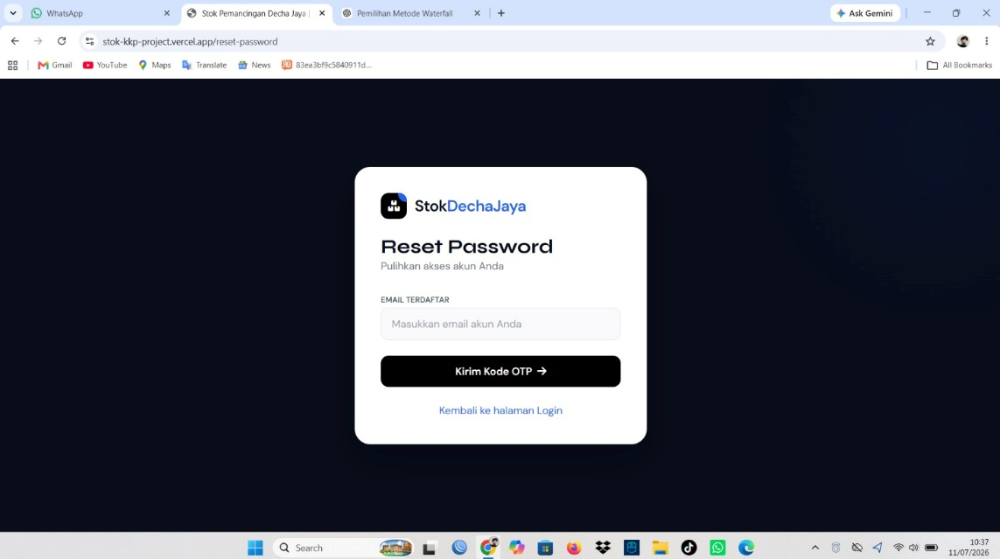 WhatsApp
Stok Pemancingan Decha Jaya |
Pemilihan Metode Waterfall
Ask Gemini
stok-kkp-project.vercel.app/reset-password
Gmail
YouTube
Maps
Translate
News
83ea3bf9c5840911d...
All Bookmarks
StokDechaJaya
Reset Password
Pulihkan akses akun Anda
EMAIL TERDAFTAR
Masukkan email akun Anda
Kirim Kode OTP →
Kembali ke halaman Login
Search
10:37
11/07/2026